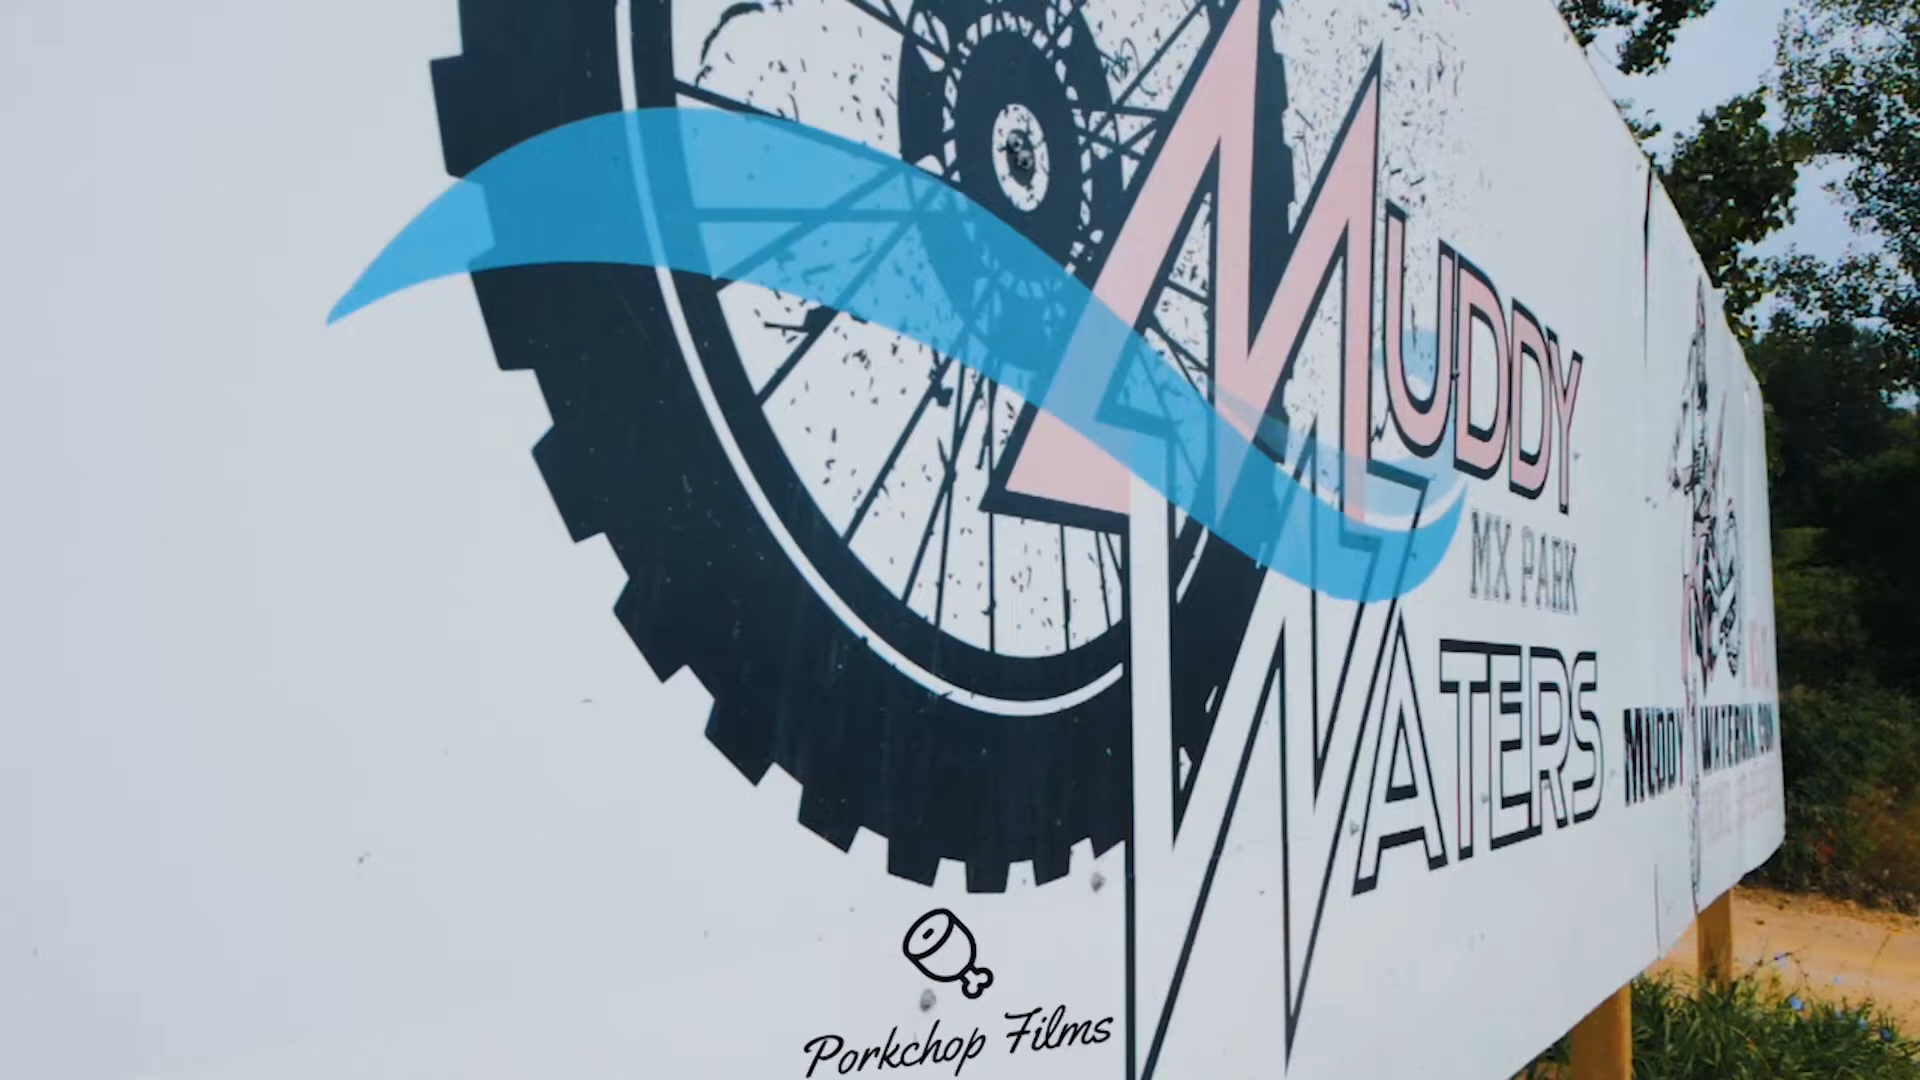 MUDDY
MX PARK
WATERS
MUDDY
Porkchop Films